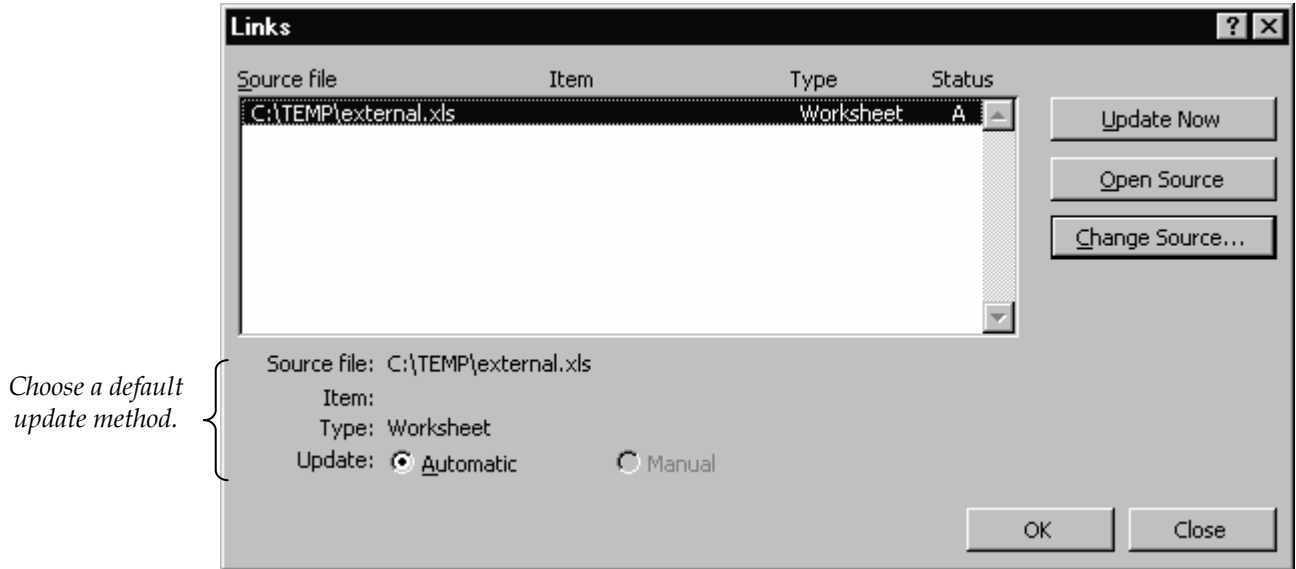 Links
Source file Item Type Status
C:\TEMP\external.xls Worksheet A
Update Now
Open Source
Change Source...
Choose a default
update method.
Source file: C:\TEMP\external.xls
Item:
Type: Worksheet
Update: Automatic Manual
OK Close